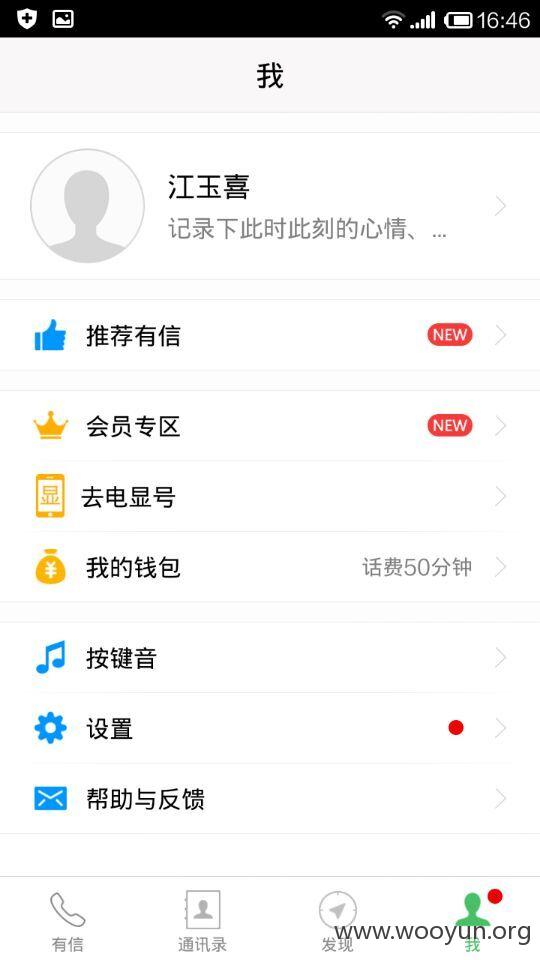 16:46
我
江玉喜
记录下此时此刻的心情、...
推荐有信 NEW
会员专区 NEW
显 去电显号
¥ 我的钱包 话费50分钟
按键音
设置
帮助与反馈
有信 通讯录 发现 我
www.wooyun.org